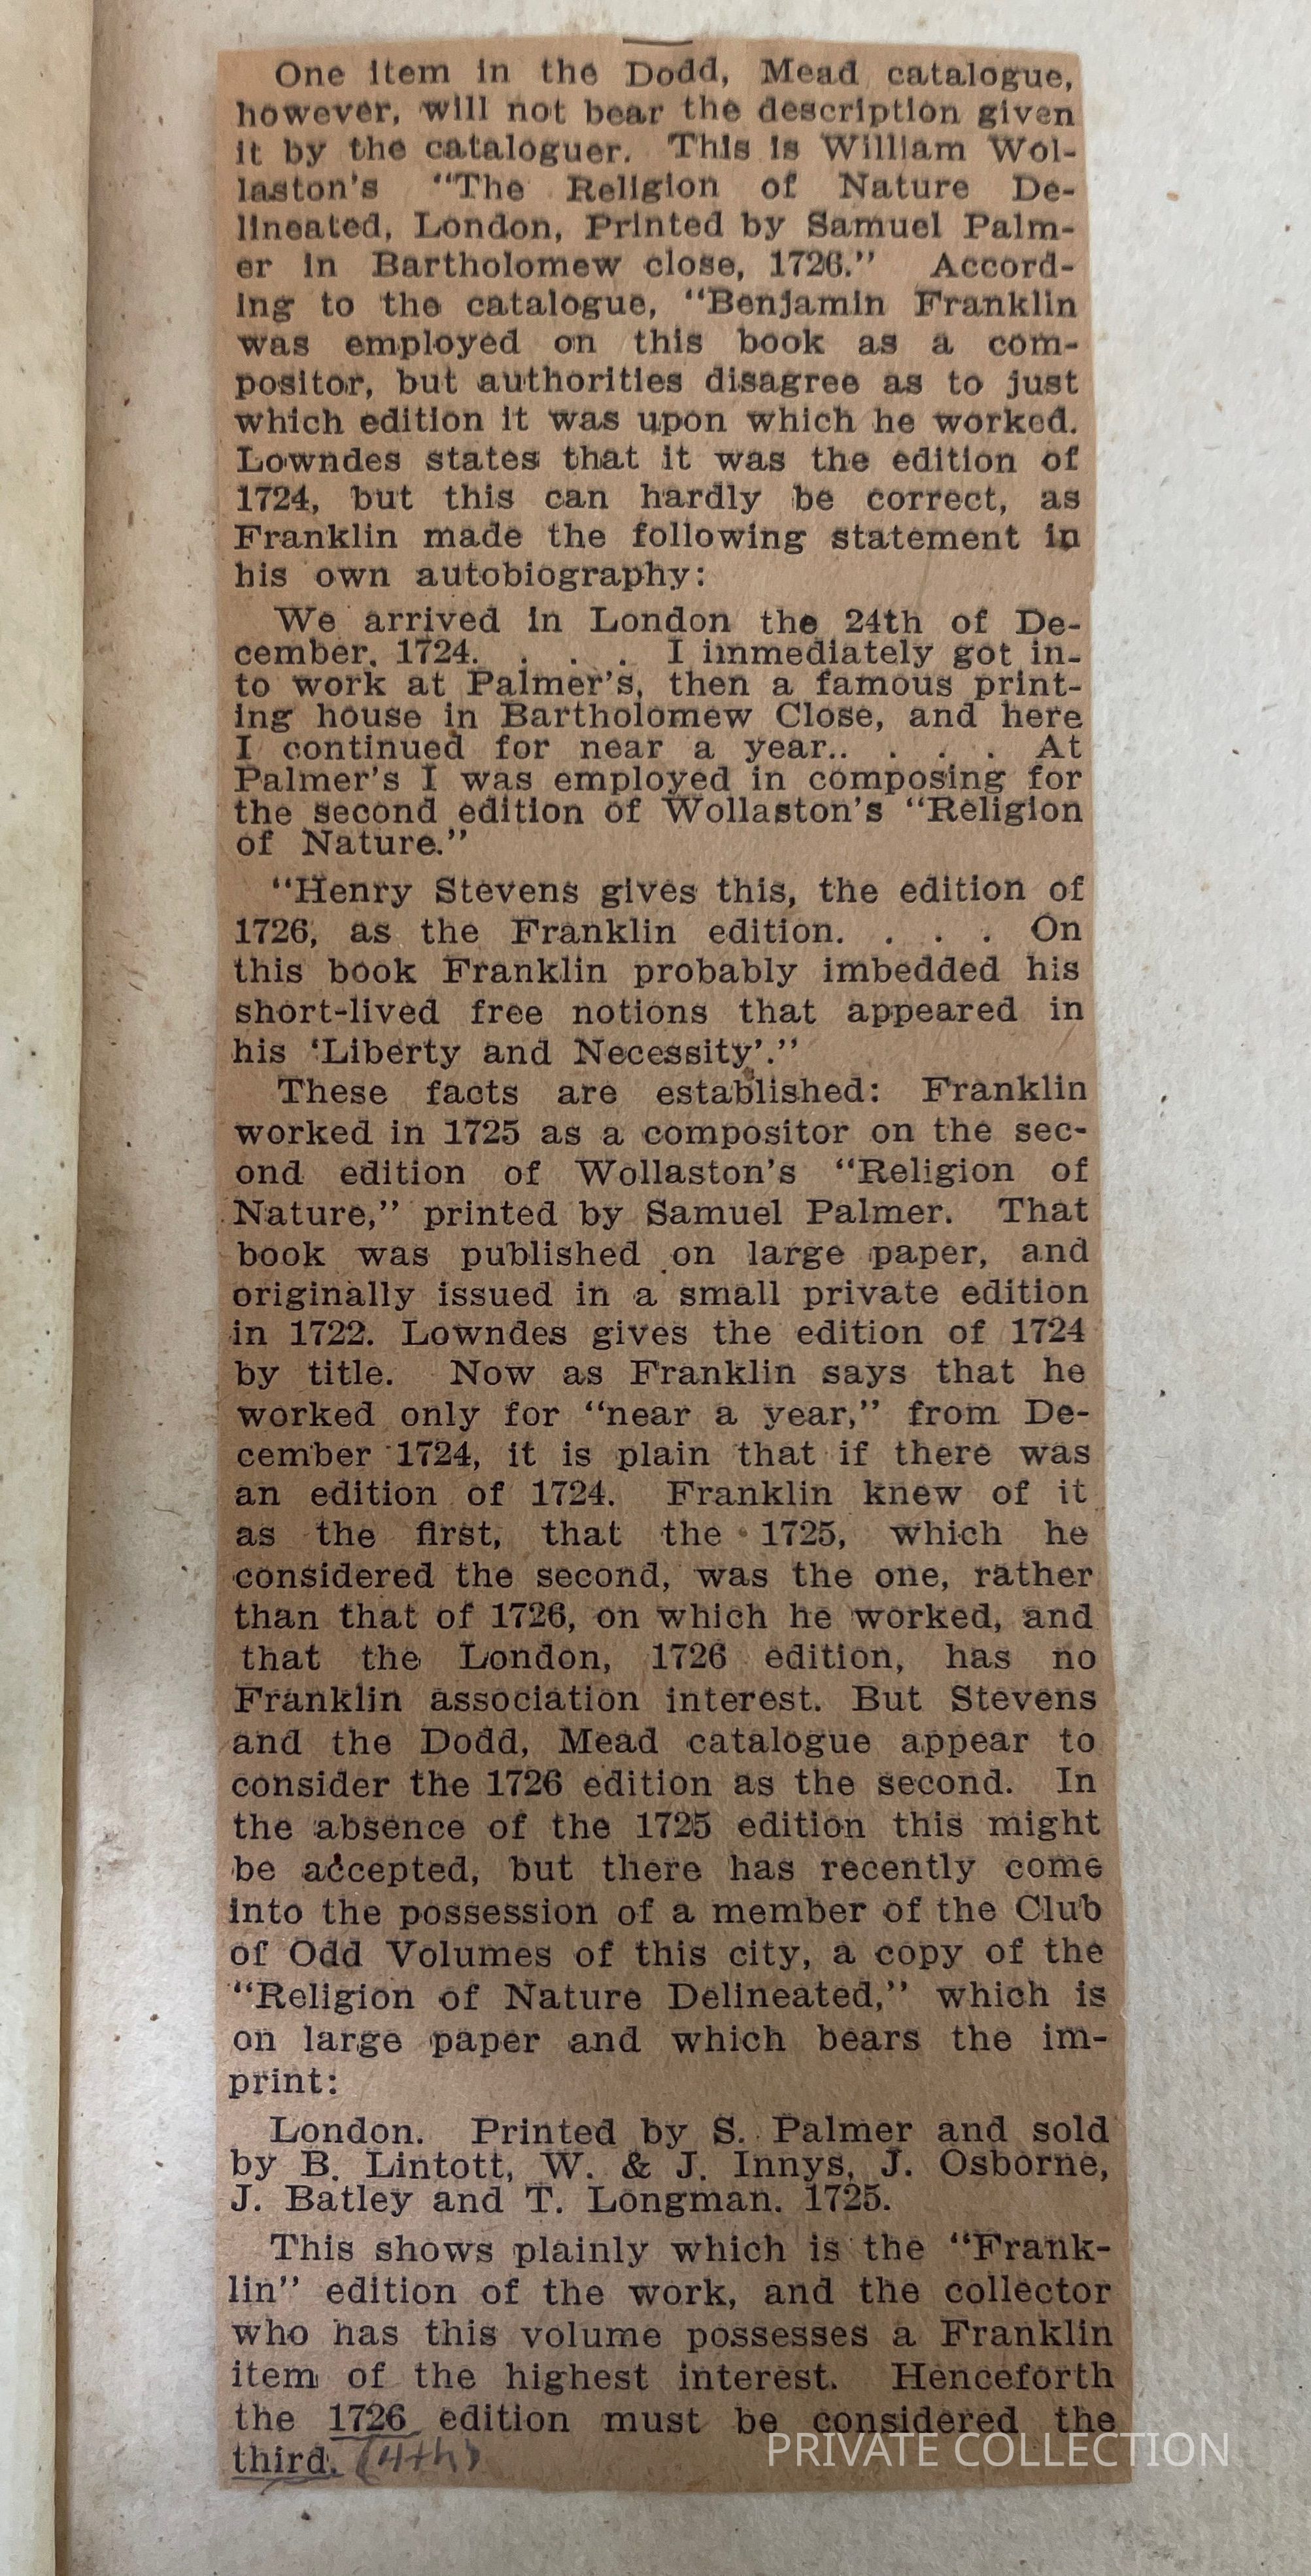 One item in the Dodd, Mead catalogue,
however, will not bear the description given
it by the cataloguer. This is William Wol-
laston's "The Religion of Nature De-
lineated, London, Printed by Samuel Palm-
er in Bartholomew close, 1726." Accord-
ing to the catalogue, "Benjamin Franklin
was employed on this book as a com-
positor, but authorities disagree as to just
which edition it was upon which he worked.
Lowndes states that it was the edition of
1724, but this can hardly be correct, as
Franklin made the following statement in
his own autobiography:
We arrived in London the 24th of De-
cember, 1724. . . . I immediately got in-
to work at Palmer's, then a famous print-
ing house in Bartholomew Close, and here
I continued for near a year.. . . . At
Palmer's I was employed in composing for
the second edition of Wollaston's "Religion
of Nature."
"Henry Stevens gives this, the edition of
1726, as the Franklin edition. . . . On
this book Franklin probably imbedded his
short-lived free notions that appeared in
his 'Liberty and Necessity'."
These facts are established: Franklin
worked in 1725 as a compositor on the sec-
ond edition of Wollaston's "Religion of
Nature," printed by Samuel Palmer. That
book was published on large paper, and
originally issued in a small private edition
in 1722. Lowndes gives the edition of 1724
by title. Now as Franklin says that he
worked only for "near a year," from De-
cember 1724, it is plain that if there was
an edition of 1724. Franklin knew of it
as the first, that the 1725, which he
considered the second, was the one, rather
than that of 1726, on which he worked, and
that the London, 1726 edition, has no
Franklin association interest. But Stevens
and the Dodd, Mead catalogue appear to
consider the 1726 edition as the second. In
the absence of the 1725 edition this might
be accepted, but there has recently come
into the possession of a member of the Club
of Odd Volumes of this city, a copy of the
"Religion of Nature Delineated," which is
on large paper and which bears the im-
print:
London. Printed by S. Palmer and sold
by B. Lintott, W. & J. Innys, J. Osborne,
J. Batley and T. Longman. 1725.
This shows plainly which is the "Frank-
lin" edition of the work, and the collector
who has this volume possesses a Franklin
item of the highest interest. Henceforth
the 1726 edition must be considered the
third. (4th)
PRIVATE COLLECTION